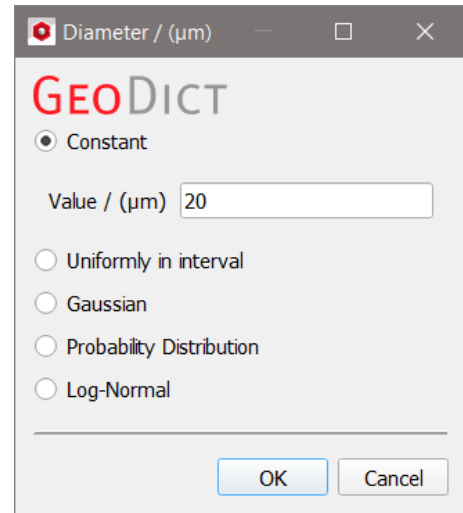 Diameter / (μm)
GEODICT
Constant
Value / (μm) 20
Uniformly in interval
Gaussian
Probability Distribution
Log-Normal
OK Cancel